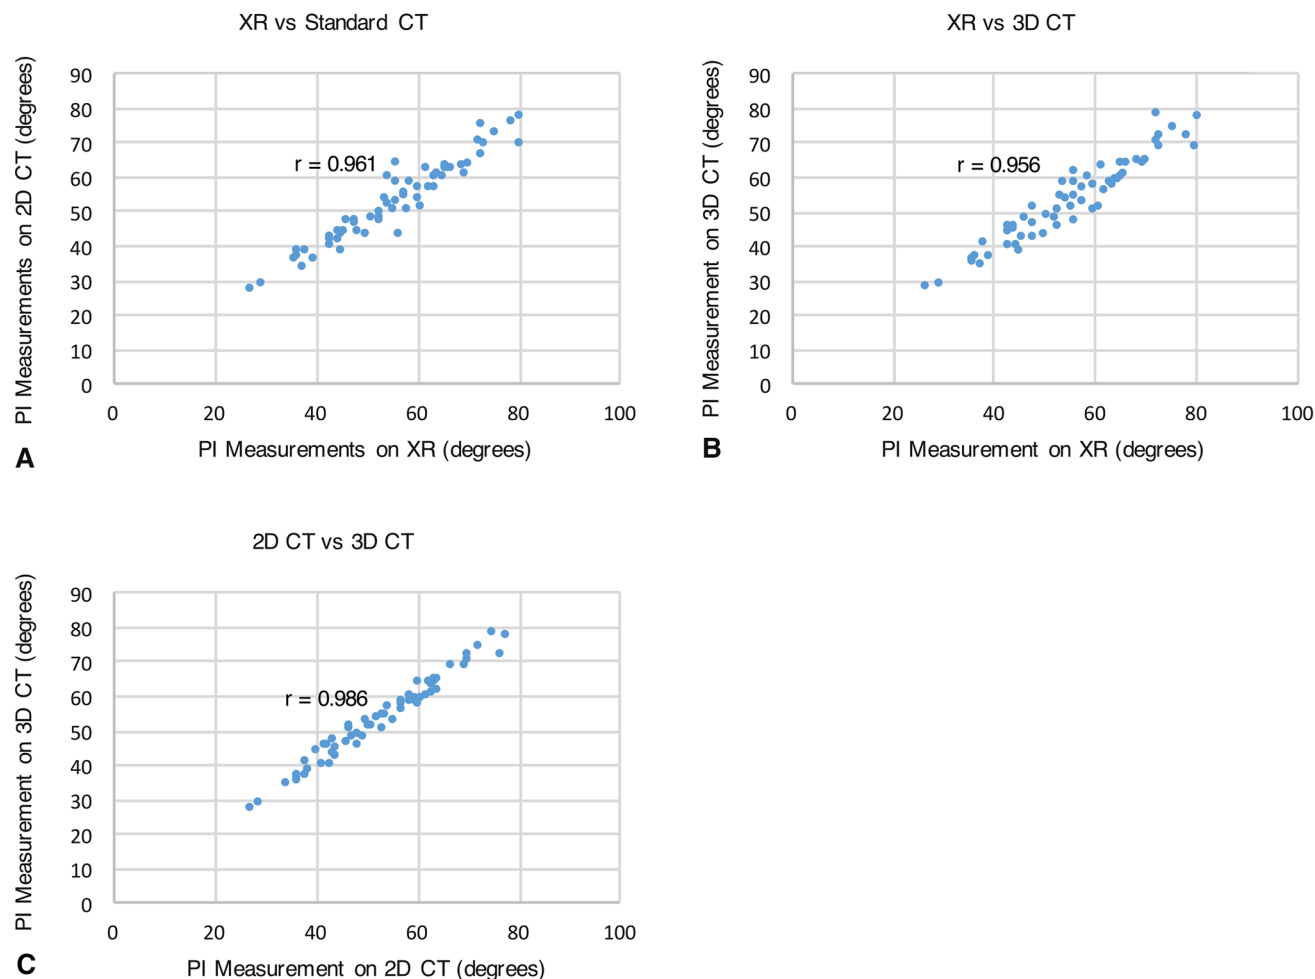 XR vs Standard CT
PI Measurements on 2D CT (degrees)
90
80
70
60
50
40
30
20
10
0
r = 0.961
0 20 40 60 80 100
PI Measurements on XR (degrees)
A
XR vs 3D CT
PI Measurement on 3D CT (degrees)
90
80
70
60
50
40
30
20
10
0
r = 0.956
0 20 40 60 80 100
PI Measurement on XR (degrees)
B
2D CT vs 3D CT
PI Measurement on 3D CT (degrees)
90
80
70
60
50
40
30
20
10
0
r = 0.986
0 20 40 60 80 100
PI Measurement on 2D CT (degrees)
C